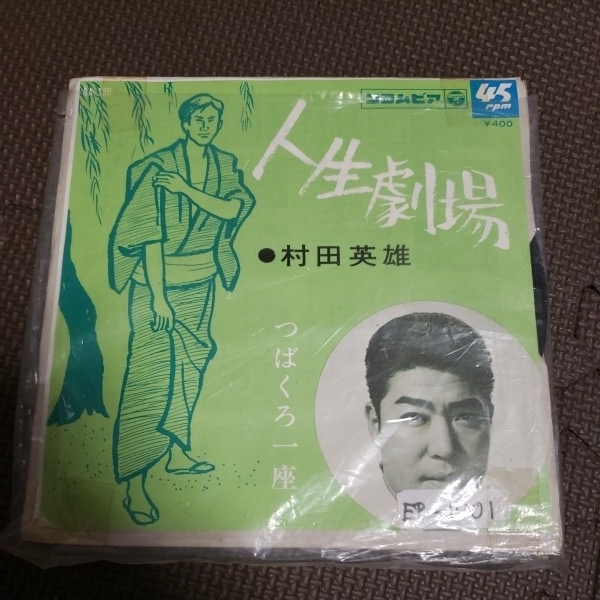 コロムビア
45
rpm
¥400
人生劇場
●村田英雄
つばくろ一座